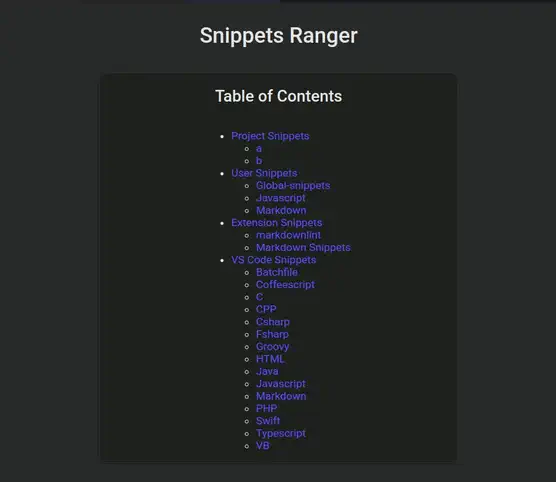 Snippets Ranger
Table of Contents
Project Snippets
a
b
User Snippets
Global-snippets
Javascript
Markdown
Extension Snippets
markdownlint
Markdown Snippets
VS Code Snippets
Batchfile
Coffeescript
C
CPP
Csharp
Fsharp
Groovy
HTML
Java
Javascript
Markdown
PHP
Swift
Typescript
VB